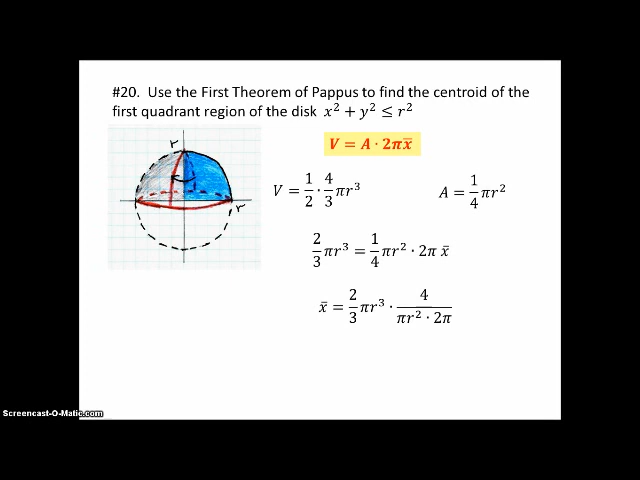 #20. Use the First Theorem of Pappus to find the centroid of the
first quadrant region of the disk x² + y² ≤ r²
V = A · 2πx̄
r
r
V = 1/2 · 4/3 πr³
A = 1/4 πr²
2/3 πr³ = 1/4 πr² · 2π x̄
x̄ = 2/3 πr³ · 4/(πr² · 2π)
Screencast-O-Matic.com